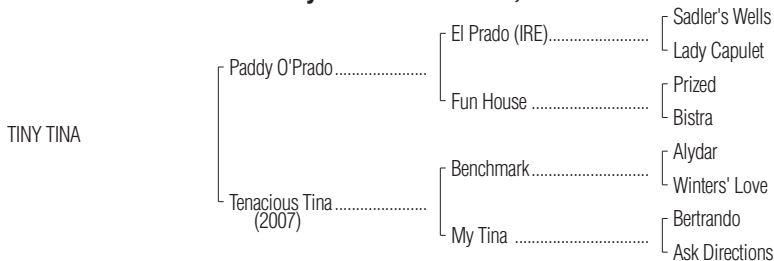 Sadler's Wells
El Prado (IRE)......................
Lady Capulet
Paddy O'Prado......................
Prized
Fun House .........................
Bistra
TINY TINA
Alydar
Benchmark..........................
Winters' Love
Tenacious Tina......................
(2007)
Bertrando
My Tina ............................
Ask Directions